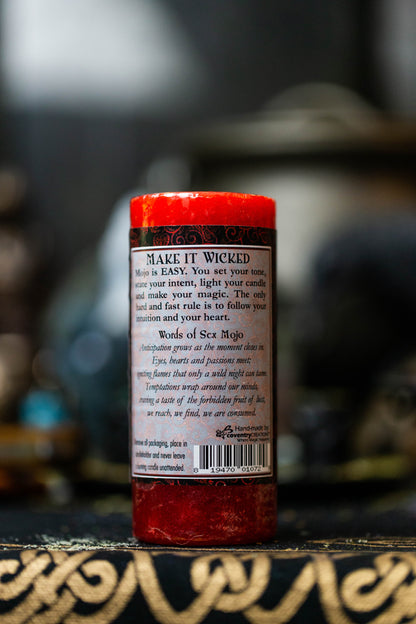 MAKE IT WICKED
Mojo is EASY. You set your tone,
state your intent, light your candle
and make your magic. The only
hard and fast rule is to follow your
intuition and your heart.
Words of Sex Mojo
Anticipation grows as the moment closes in.
Eyes, hearts and passions meet;
igniting flames that only a wild night can tame.
Temptations wrap around our minds,
craving a taste of the forbidden fruit of lust,
we reach, we find, we are consumed.
Remove all packaging, place in
candleholder and never leave
a burning candle unattended.
Hand-made by
coventry
8 19470 01072